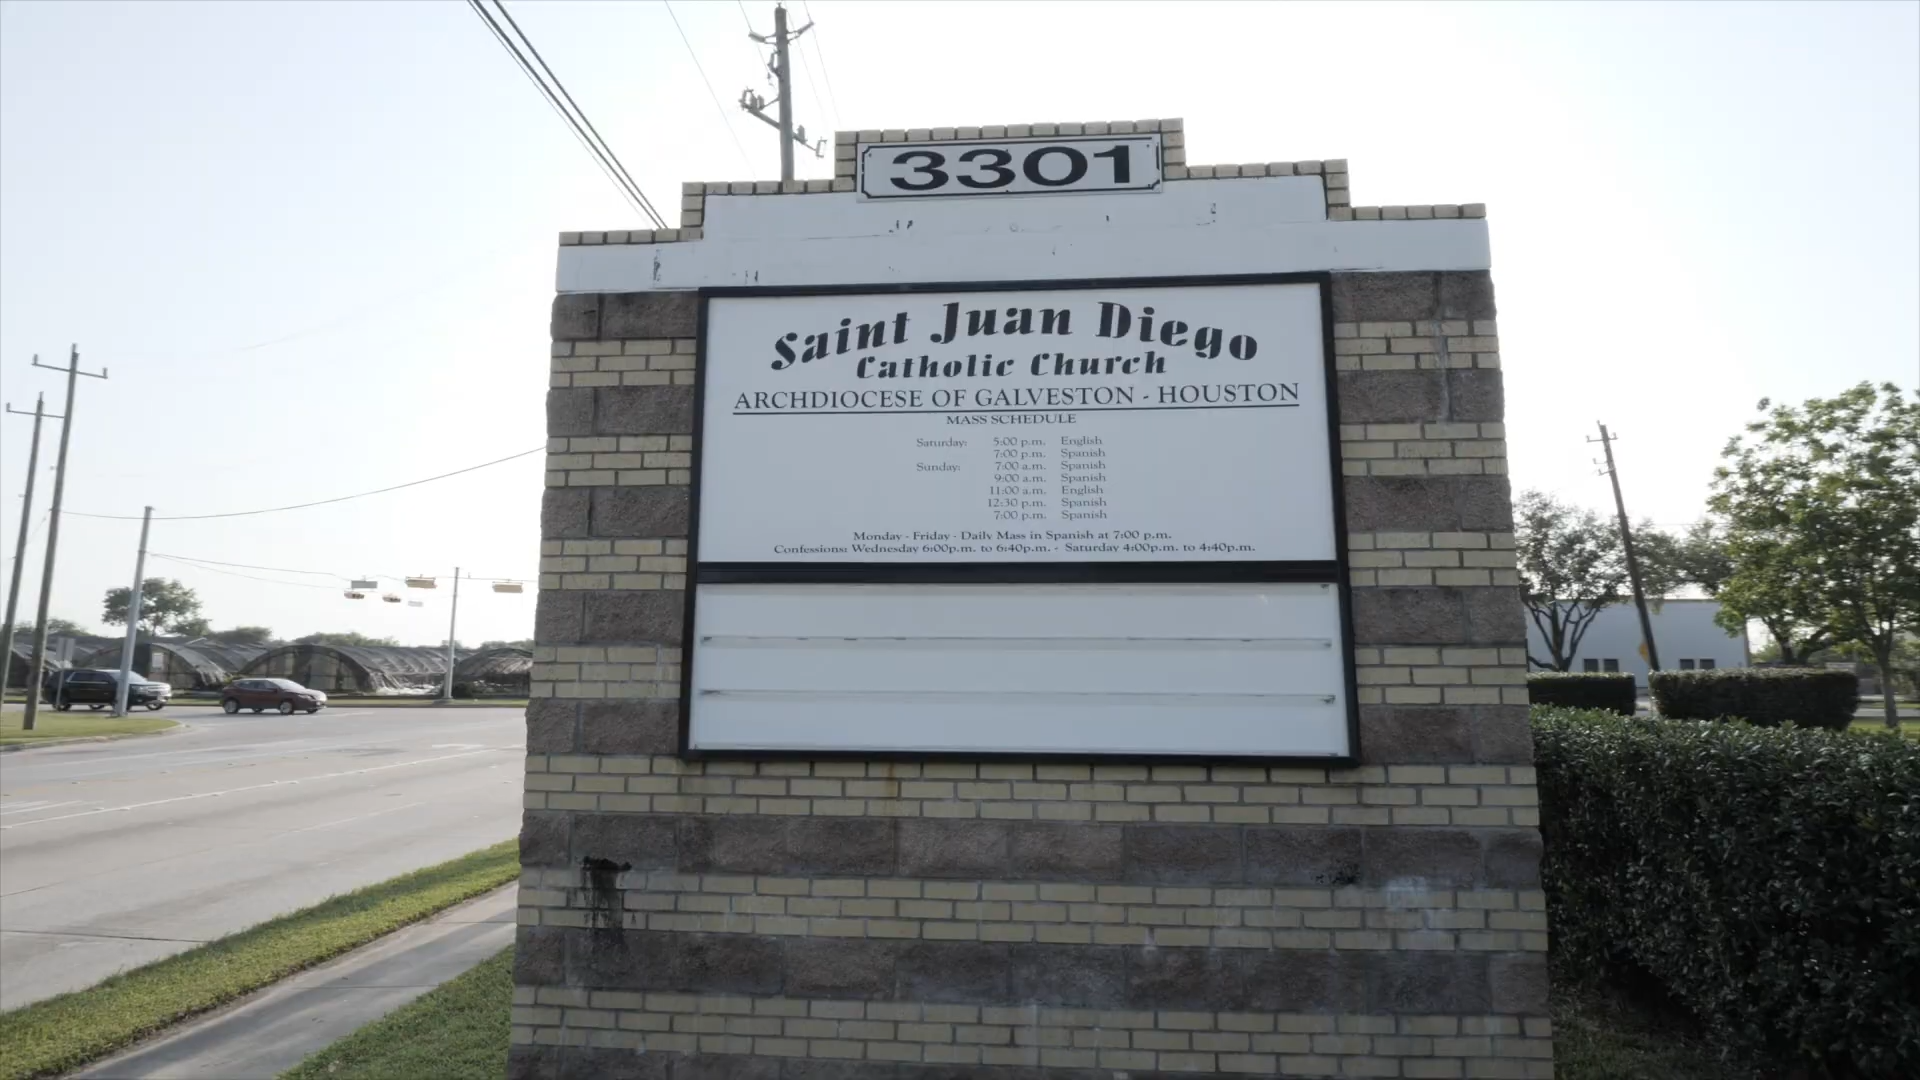 3301
Saint Juan Diego
Catholic Church
ARCHDIOCESE OF GALVESTON - HOUSTON
MASS SCHEDULE
Saturday: 5:00 p.m. English
7:00 p.m. Spanish
Sunday: 7:00 a.m. Spanish
9:00 a.m. Spanish
11:00 a.m. English
12:30 p.m. Spanish
7:00 p.m. Spanish
Monday - Friday - Daily Mass in Spanish at 7:00 p.m.
Confessions: Wednesday 6:00p.m. to 6:40p.m. - Saturday 4:00p.m. to 4:40p.m.